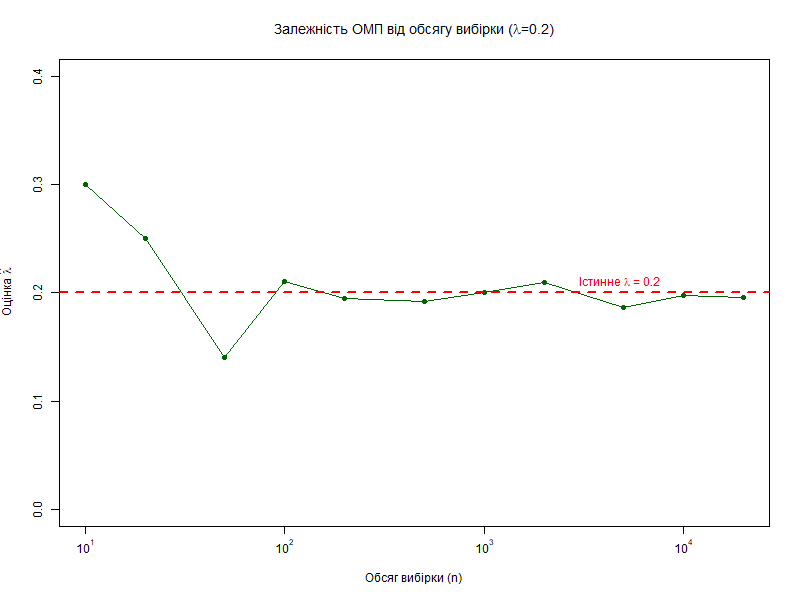 Залежність ОМП від обсягу вибірки (λ=0.2)
0.4
0.3
0.2
0.1
0.0
Оцінка λ̂
Істинне λ = 0.2
10¹ 10² 10³ 10⁴
Обсяг вибірки (n)